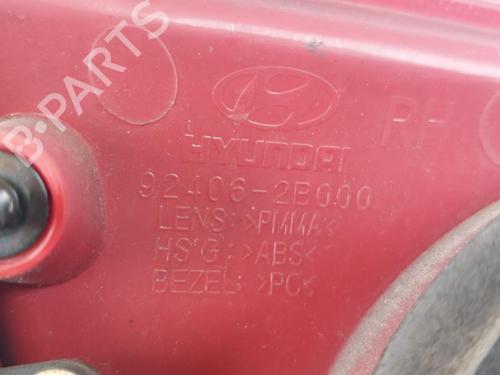 B-PARTS
RH
HYUNDAI
92406-2B000
LENS:>PMMA<
HS'G:>ABS<
BEZEL:>PC<